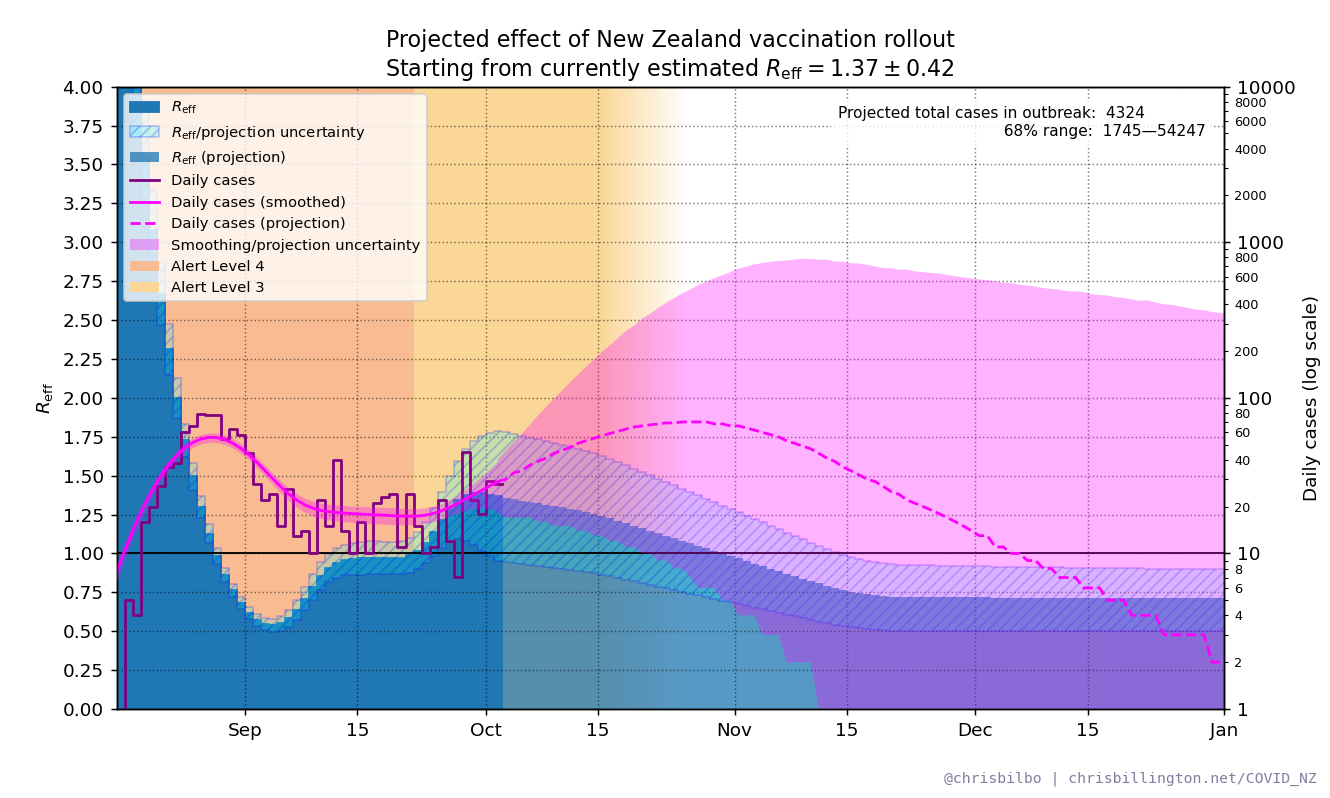 Projected effect of New Zealand vaccination rollout
Starting from currently estimated Reff = 1.37 ± 0.42
Projected total cases in outbreak: 4324
68% range: 1745—54247
Reff
Reff/projection uncertainty
Reff (projection)
Daily cases
Daily cases (smoothed)
Daily cases (projection)
Smoothing/projection uncertainty
Alert Level 4
Alert Level 3
Reff
4.00
3.75
3.50
3.25
3.00
2.75
2.50
2.25
2.00
1.75
1.50
1.25
1.00
0.75
0.50
0.25
0.00
10000
8000
6000
4000
2000
1000
800
600
400
200
100
80
60
40
20
10
8
6
4
2
1
Daily cases (log scale)
Sep 15 Oct 15 Nov 15 Dec 15 Jan
@chrisbilbo | chrisbillington.net/COVID_NZ